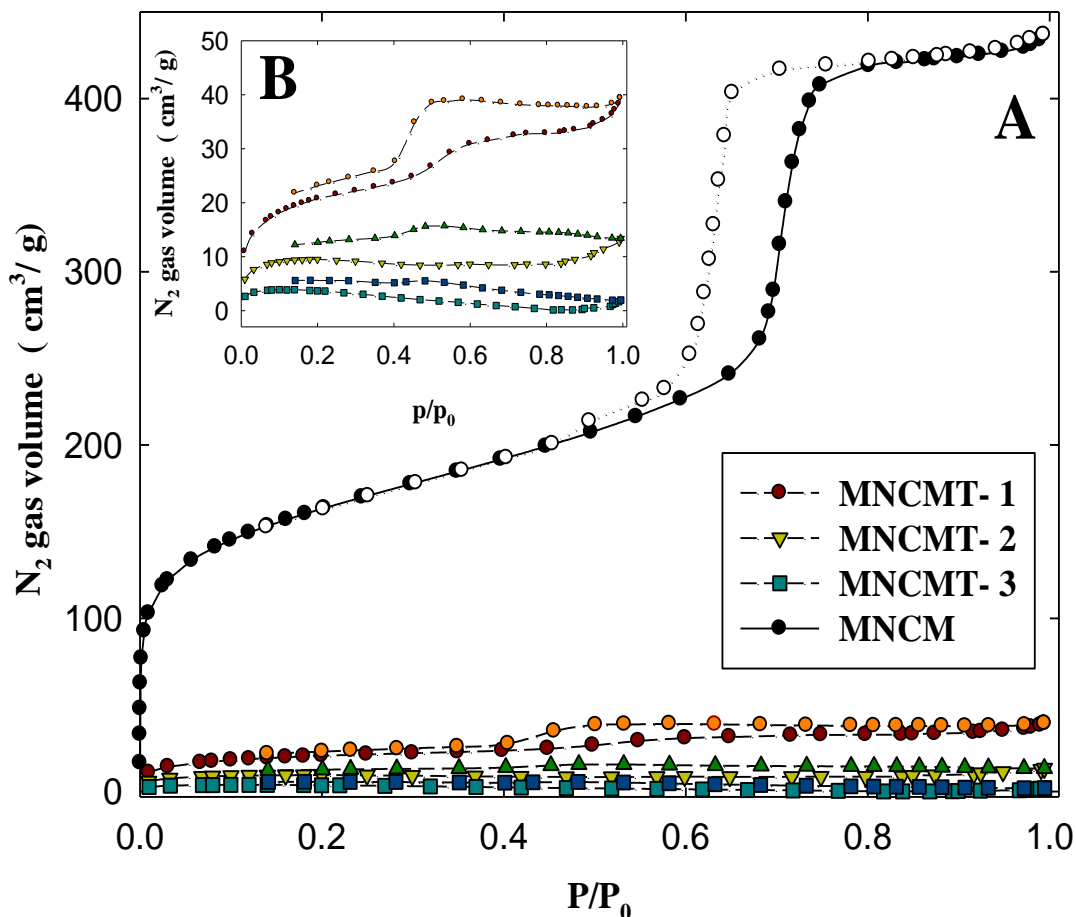 A
N2 gas volume ( cm3/ g)
400
300
200
100
0
0.0 0.2 0.4 0.6 0.8 1.0
P/P0
B
N2 gas volume ( cm3/ g)
50
40
30
20
10
0
0.0 0.2 0.4 0.6 0.8 1.0
p/p0
MNCMT- 1
MNCMT- 2
MNCMT- 3
MNCM